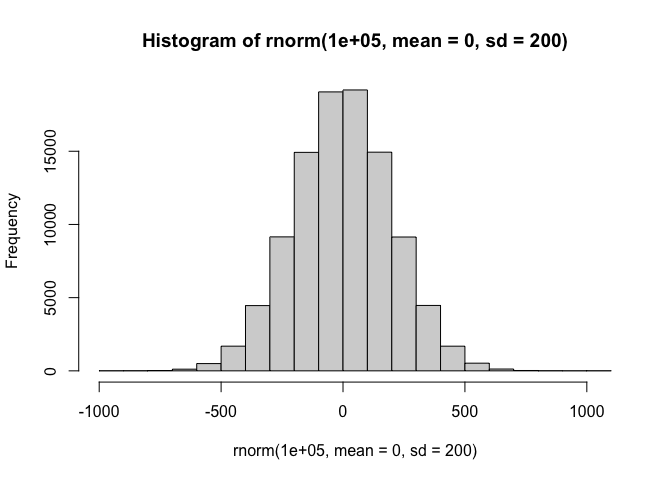 Histogram of rnorm(1e+05, mean = 0, sd = 200)
Frequency
15000
10000
5000
0
-1000 -500 0 500 1000
rnorm(1e+05, mean = 0, sd = 200)